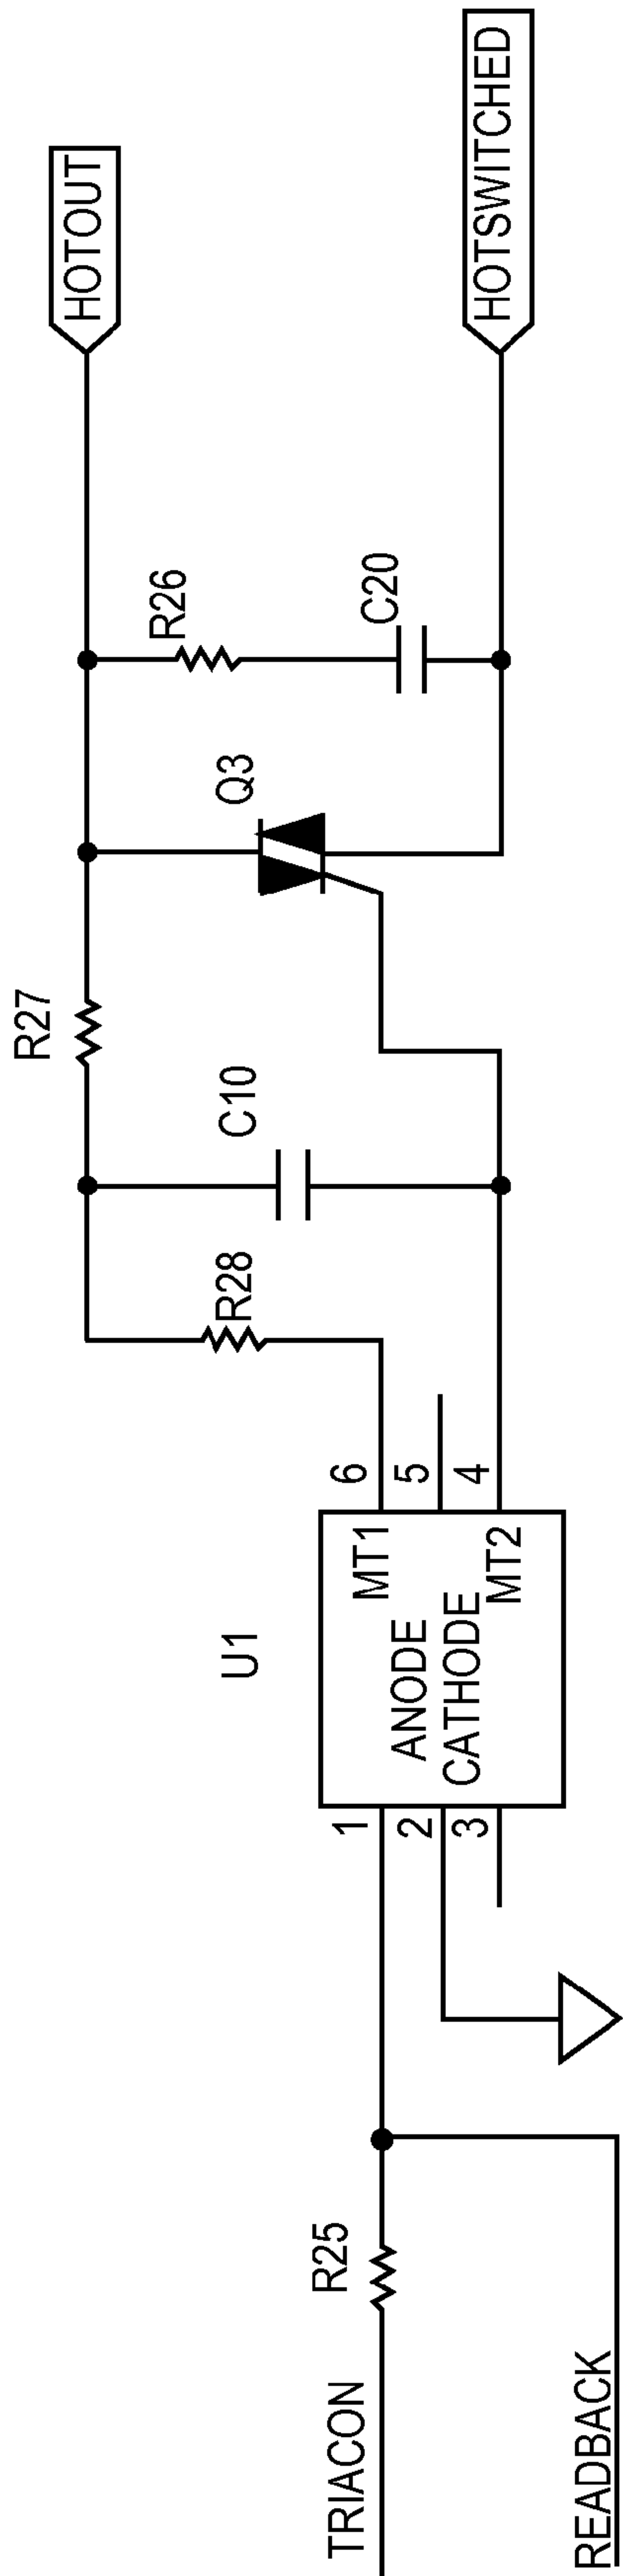 HOTOUT
HOTSWITCHED
R26
C20
Q3
R27
C10
R28
6
5
4
U1
MT1
ANODE
CATHODE
MT2
1
2
3
R25
TRIACON
READBACK